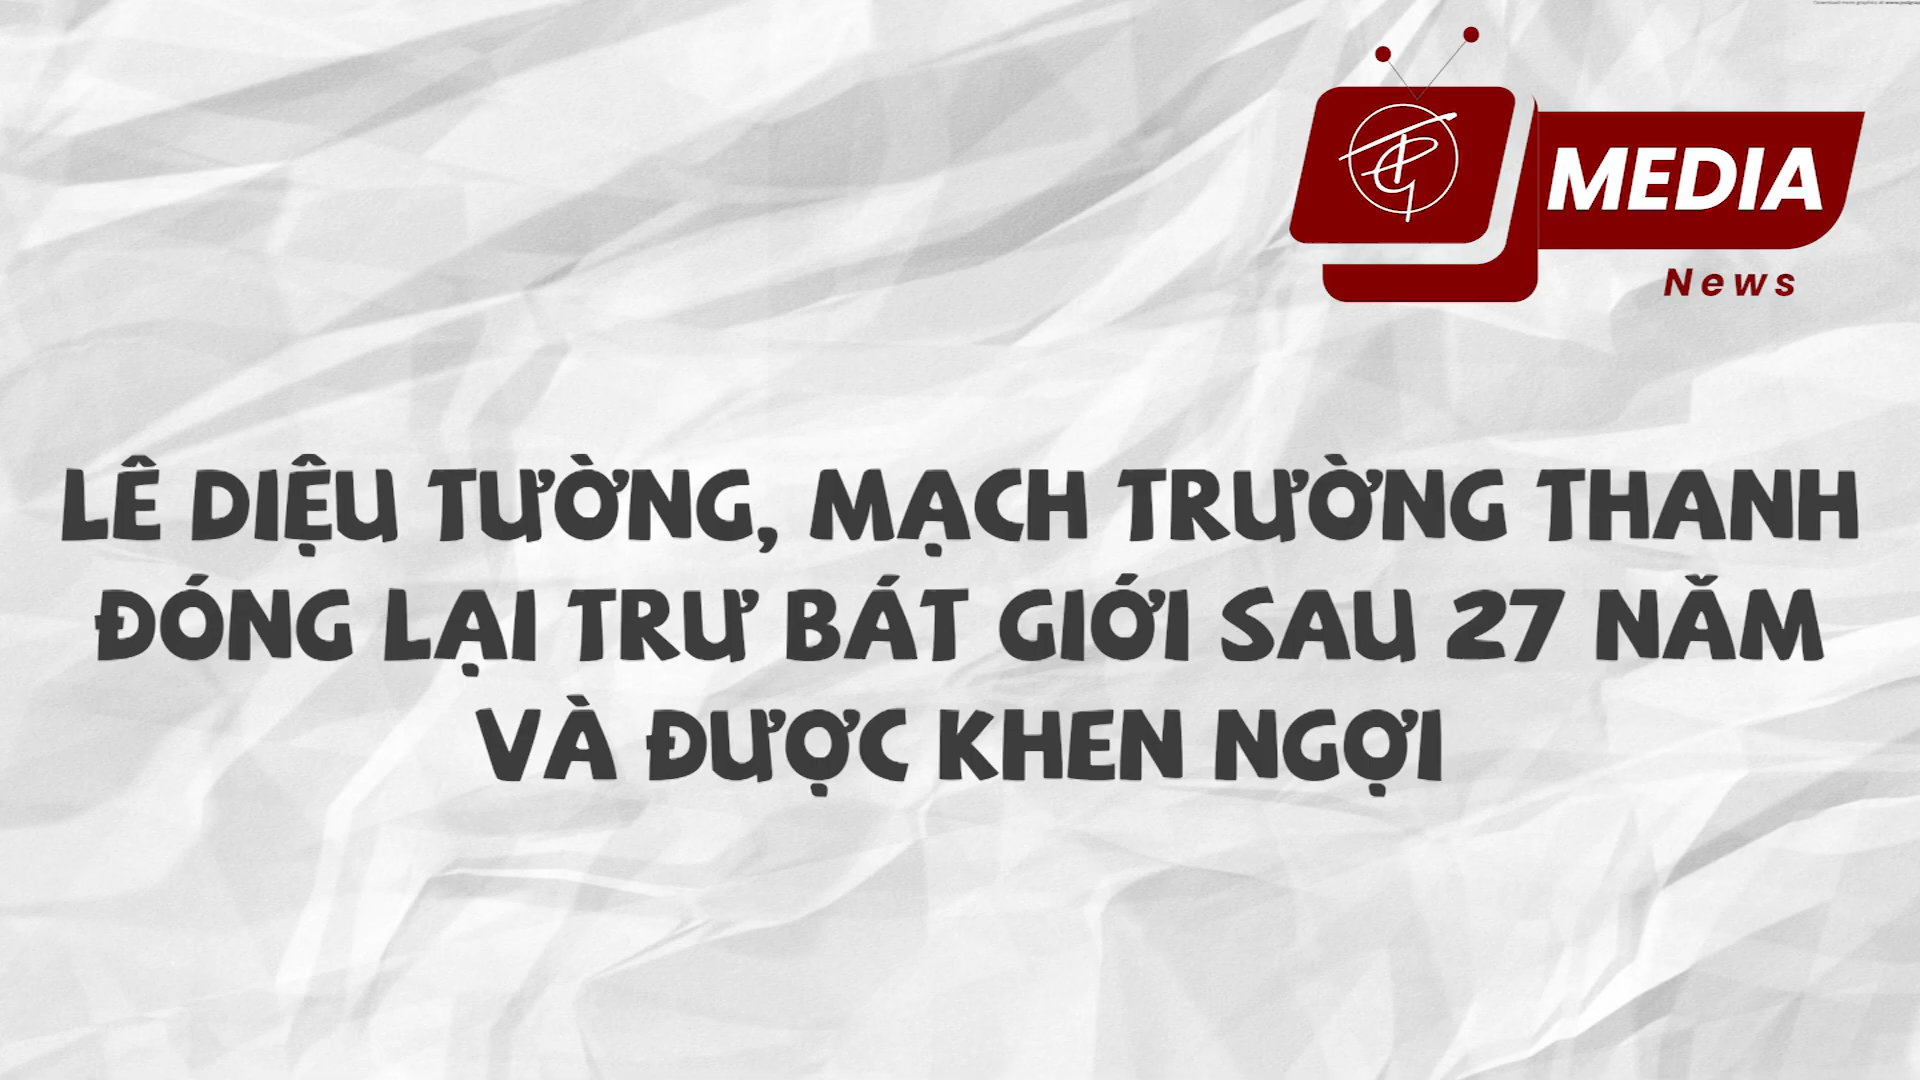 MEDIA
News
LÊ DIỆU TƯỜNG, MẠCH TRƯỜNG THANH
ĐÓNG LẠI TRƯ BÁT GIỚI SAU 27 NĂM
VÀ ĐƯỢC KHEN NGỢI